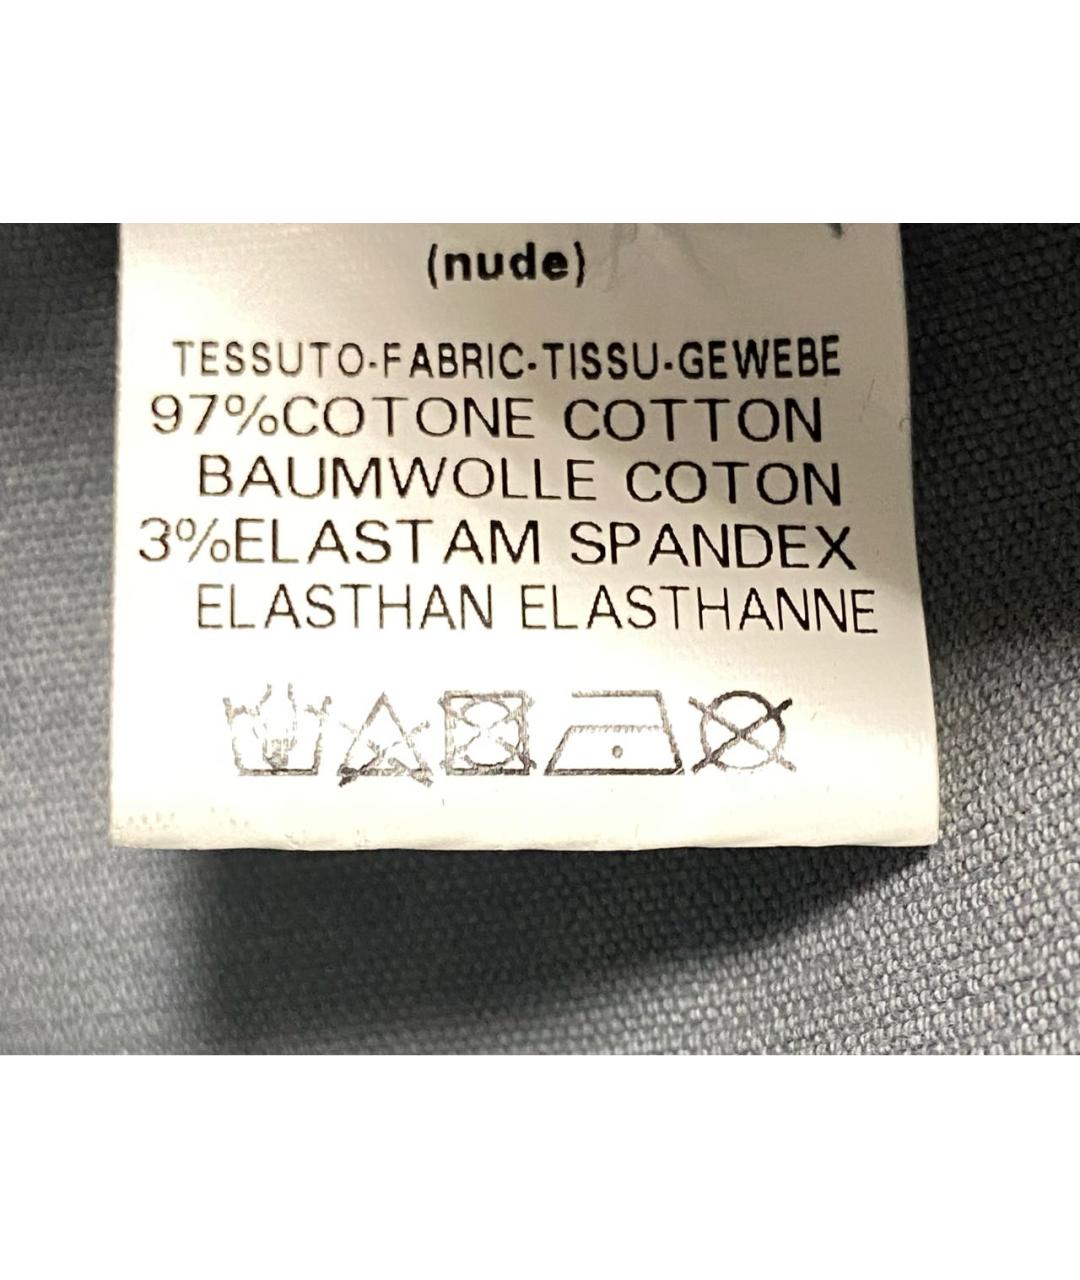 (nude)
TESSUTO-FABRIC-TISSU-GEWEBE
97%COTONE COTTON
BAUMWOLLE COTON
3%ELASTAM SPANDEX
ELASTHAN ELASTHANNE